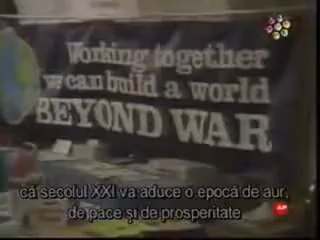 Working together
we can build a world
BEYOND WAR
că secolul XXI va aduce o epocă de aur,
de pace şi de prosperitate